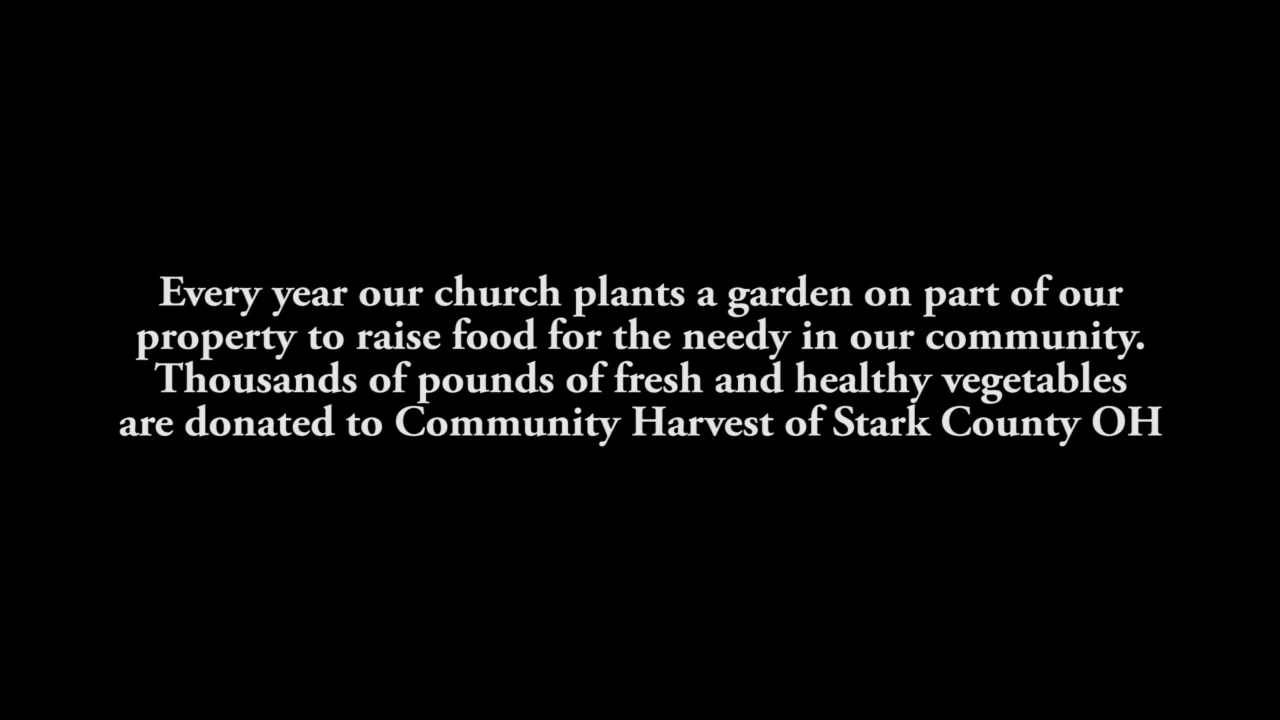 Every year our church plants a garden on part of our
property to raise food for the needy in our community.
Thousands of pounds of fresh and healthy vegetables
are donated to Community Harvest of Stark County OH